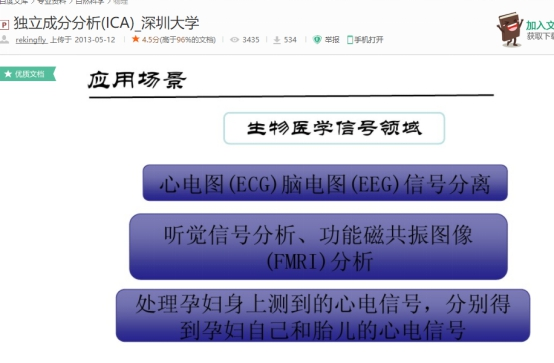 百度文库 > 专业资料 > 自然科学 > 物理
独立成分分析(ICA)_深圳大学
rekingfly 上传于 2013-05-12 4.5分(高于96%的文档) 3435 534 举报 手机打开
加入文
获取下载
优质文档
应用场景
生物医学信号领域
心电图(ECG)脑电图(EEG)信号分离
听觉信号分析、功能磁共振图像
(FMRI)分析
处理孕妇身上测到的心电信号，分别得
到孕妇自己和胎儿的心电信号